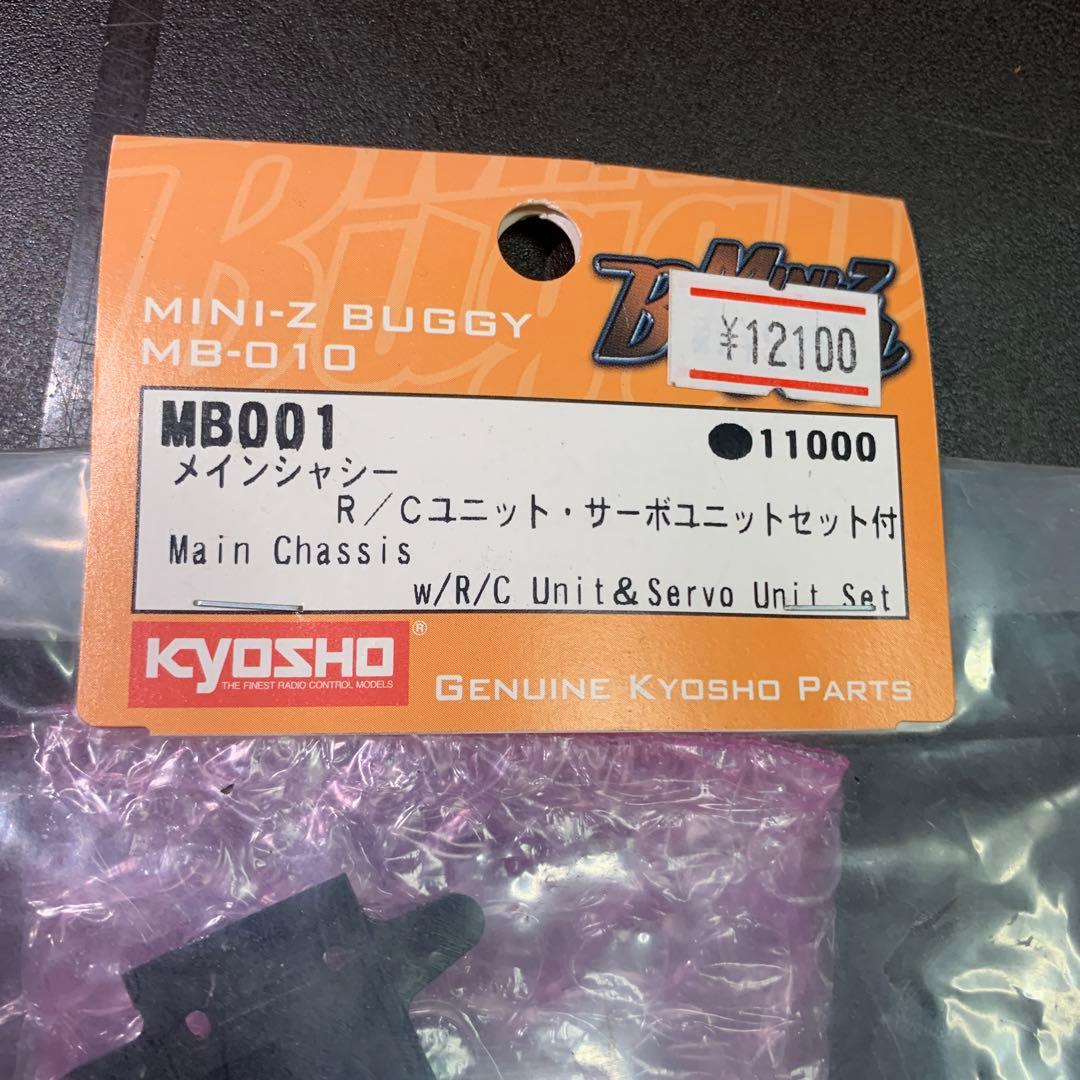 MINI-Z BUGGY
MB-010
MINI-Z
¥12100
MB001
●11000
メインシャシー
R/Cユニット・サーボユニットセット付
Main Chassis
w/R/C Unit&Servo Unit Set
KYOSHO®
THE FINEST RADIO CONTROL MODELS
GENUINE KYOSHO PARTS